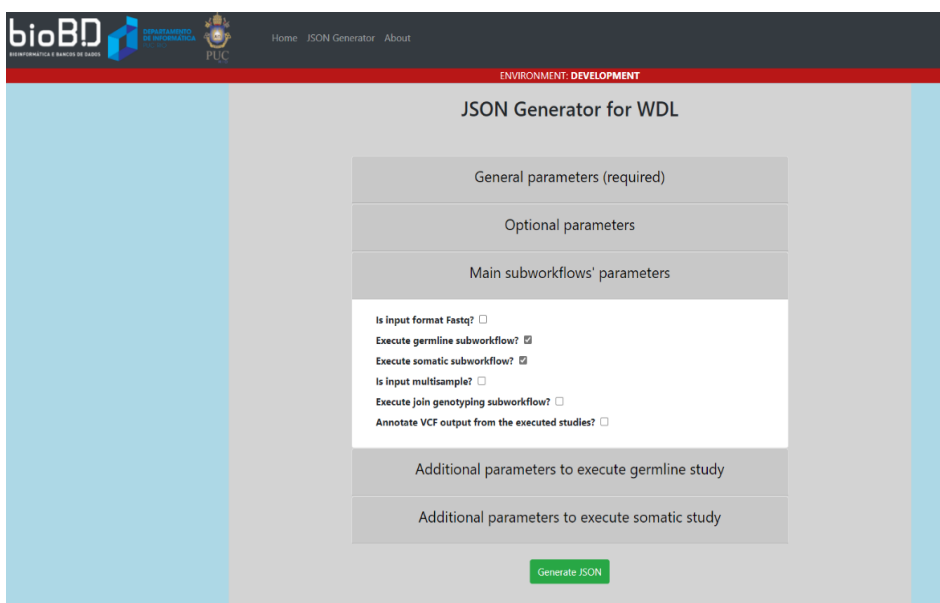 bioBD
BIOINFORMÁTICA E BANCOS DE DADOS
DEPARTAMENTO
DE INFORMÁTICA
PUC
Home JSON Generator About
ENVIRONMENT: DEVELOPMENT
JSON Generator for WDL
General parameters (required)
Optional parameters
Main subworkflows' parameters
Is input format Fastq?
Execute germline subworkflow?
Execute somatic subworkflow?
Is input multisample?
Execute join genotyping subworkflow?
Annotate VCF output from the executed studies?
Additional parameters to execute germline study
Additional parameters to execute somatic study
Generate JSON